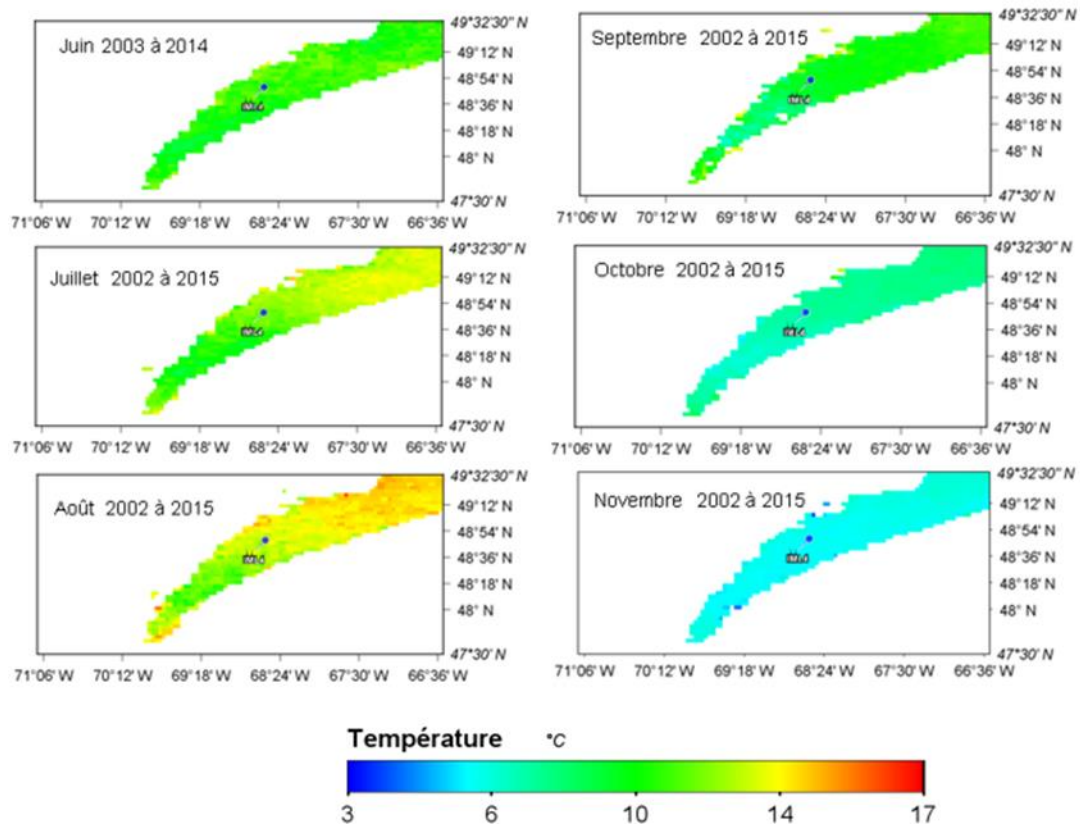 Juin 2003 à 2014
49°32'30" N
49°12' N
48°54' N
48°36' N
48°18' N
48° N
47°30' N
71°06' W 70°12' W 69°18' W 68°24' W 67°30' W 66°36' W
IML4
Septembre 2002 à 2015
49°32'30" N
49°12' N
48°54' N
48°36' N
48°18' N
48° N
47°30' N
71°06' W 70°12' W 69°18' W 68°24' W 67°30' W 66°36' W
IML4
Juillet 2002 à 2015
49°32'30" N
49°12' N
48°54' N
48°36' N
48°18' N
48° N
47°30' N
71°06' W 70°12' W 69°18' W 68°24' W 67°30' W 66°36' W
IML4
Octobre 2002 à 2015
49°32'30" N
49°12' N
48°54' N
48°36' N
48°18' N
48° N
47°30' N
71°06' W 70°12' W 69°18' W 68°24' W 67°30' W 66°36' W
IML4
Août 2002 à 2015
49°32'30" N
49°12' N
48°54' N
48°36' N
48°18' N
48° N
47°30' N
71°06' W 70°12' W 69°18' W 68°24' W 67°30' W 66°36' W
IML4
Novembre 2002 à 2015
49°32'30" N
49°12' N
48°54' N
48°36' N
48°18' N
48° N
47°30' N
71°06' W 70°12' W 69°18' W 68°24' W 67°30' W 66°36' W
IML4
Température °C
3 6 10 14 17